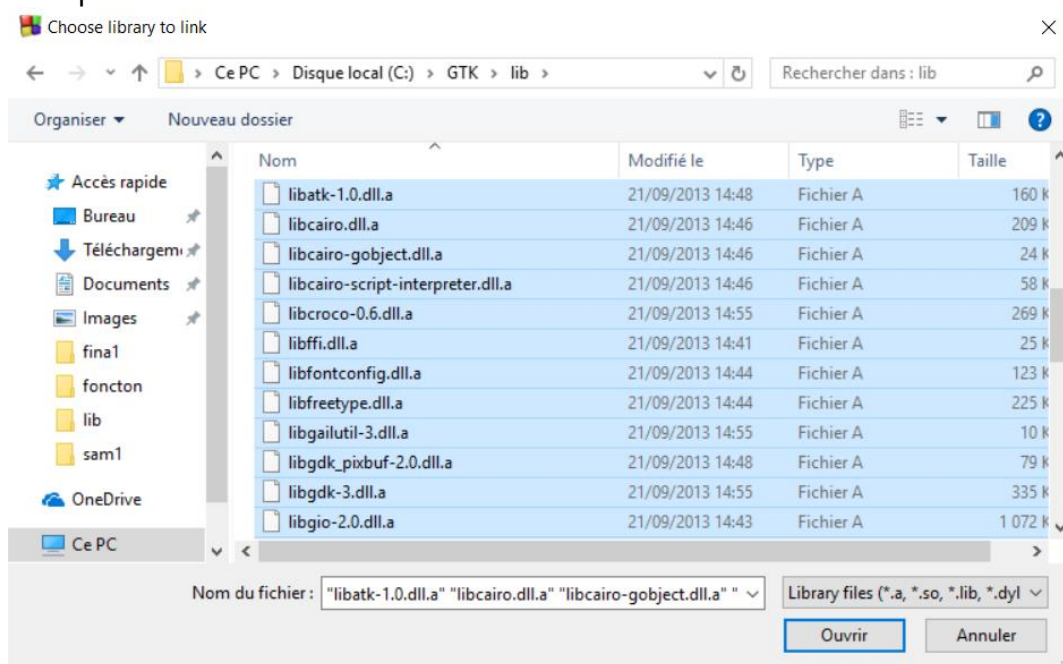 Choose library to link
Ce PC > Disque local (C:) > GTK > lib >
Rechercher dans : lib
Organiser
Nouveau dossier
Nom
Modifié le
Type
Taille
Accès rapide
Bureau
Téléchargem
Documents
Images
fina1
foncton
lib
sam1
OneDrive
Ce PC
libatk-1.0.dll.a 21/09/2013 14:48 Fichier A 160 K
libcairo.dll.a 21/09/2013 14:46 Fichier A 209 K
libcairo-gobject.dll.a 21/09/2013 14:46 Fichier A 24 K
libcairo-script-interpreter.dll.a 21/09/2013 14:46 Fichier A 58 K
libcroco-0.6.dll.a 21/09/2013 14:55 Fichier A 269 K
libffi.dll.a 21/09/2013 14:41 Fichier A 25 K
libfontconfig.dll.a 21/09/2013 14:44 Fichier A 123 K
libfreetype.dll.a 21/09/2013 14:44 Fichier A 225 K
libgailutil-3.dll.a 21/09/2013 14:55 Fichier A 10 K
libgdk_pixbuf-2.0.dll.a 21/09/2013 14:48 Fichier A 79 K
libgdk-3.dll.a 21/09/2013 14:55 Fichier A 335 K
libgio-2.0.dll.a 21/09/2013 14:43 Fichier A 1 072 K
Nom du fichier : "libatk-1.0.dll.a" "libcairo.dll.a" "libcairo-gobject.dll.a" "
Library files (*.a, *.so, *.lib, *.dyl
Ouvrir
Annuler